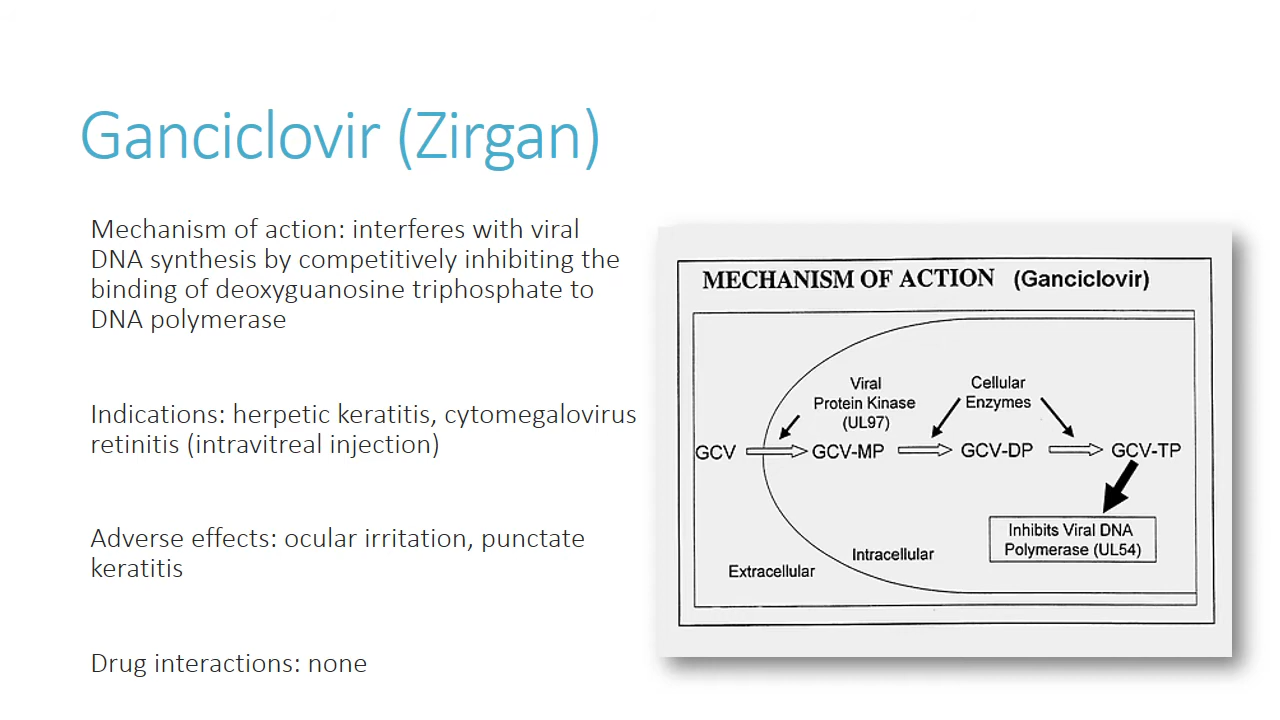 Ganciclovir (Zirgan)
Mechanism of action: interferes with viral
DNA synthesis by competitively inhibiting the
binding of deoxyguanosine triphosphate to
DNA polymerase
Indications: herpetic keratitis, cytomegalovirus
retinitis (intravitreal injection)
Adverse effects: ocular irritation, punctate
keratitis
Drug interactions: none
MECHANISM OF ACTION (Ganciclovir)
Viral
Protein Kinase
(UL97)
Cellular
Enzymes
GCV
GCV-MP
GCV-DP
GCV-TP
Inhibits Viral DNA
Polymerase (UL54)
Intracellular
Extracellular